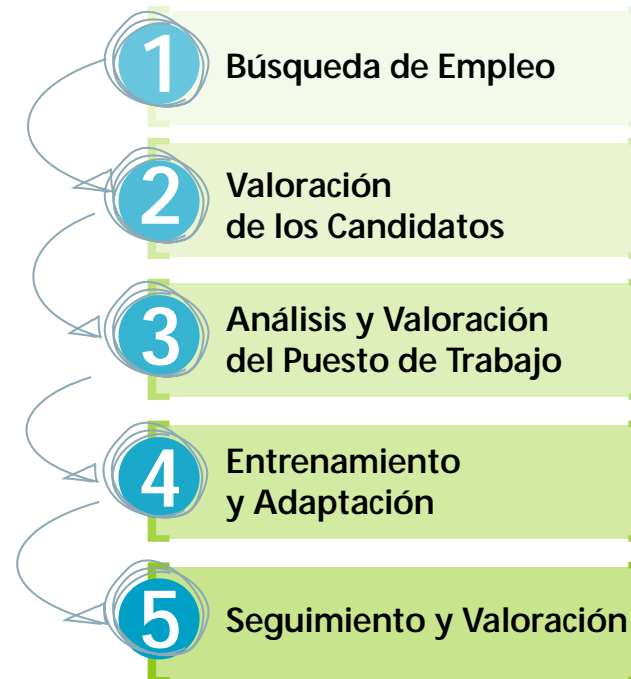 1
Búsqueda de Empleo
2
Valoración
de los Candidatos
3
Análisis y Valoración
del Puesto de Trabajo
4
Entrenamiento
y Adaptación
5
Seguimiento y Valoración